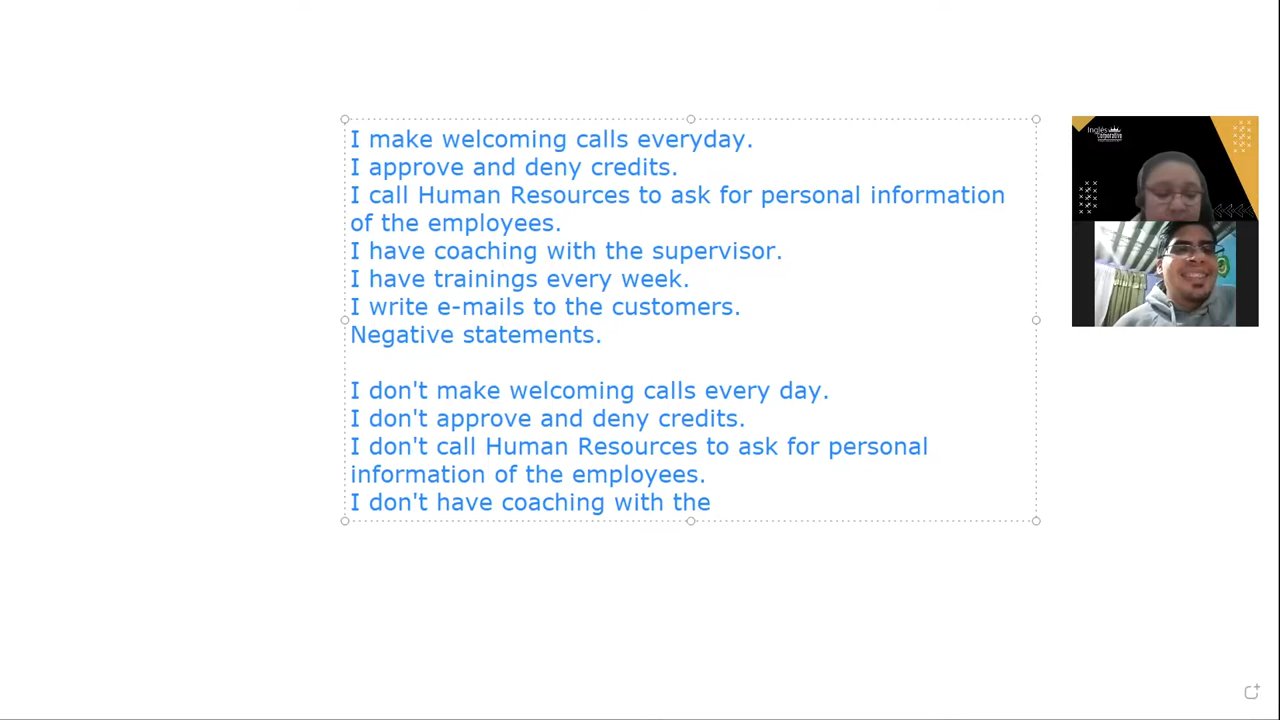 I make welcoming calls everyday.
I approve and deny credits.
I call Human Resources to ask for personal information
of the employees.
I have coaching with the supervisor.
I have trainings every week.
I write e-mails to the customers.
Negative statements.
I don't make welcoming calls every day.
I don't approve and deny credits.
I don't call Human Resources to ask for personal
information of the employees.
I don't have coaching with the
Inglés
Corporativo